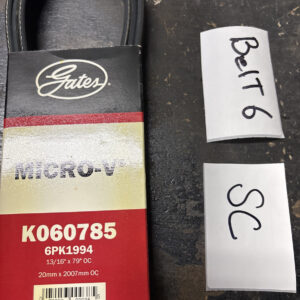 Gates
MICRO-V®
K060785
6PK1994
13/16" x 79" OC
20mm x 2007mm OC
Belt 6
SC